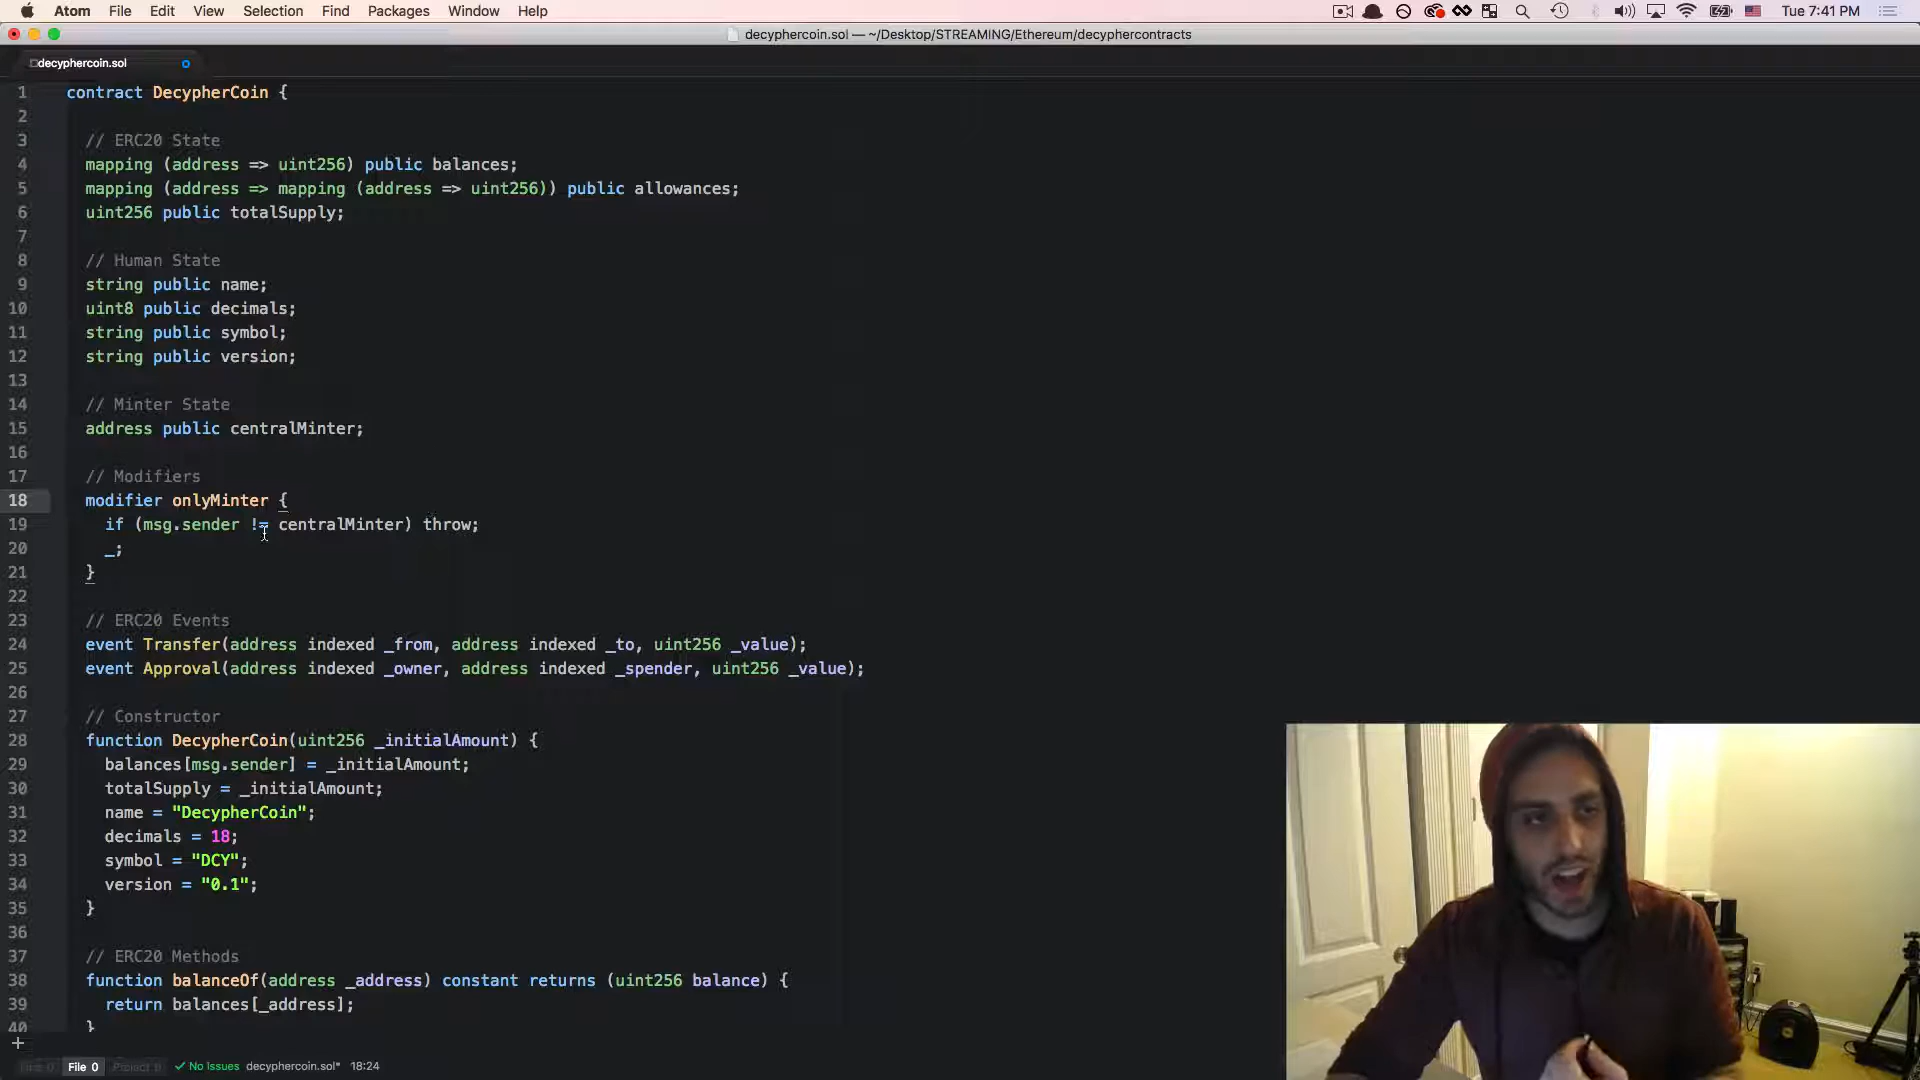 Atom File Edit View Selection Find Packages Window Help Tue 7:41 PM
decyphercoin.sol — ~/Desktop/STREAMING/Ethereum/decyphercontracts
decyphercoin.sol
1 contract DecypherCoin {
2
3 // ERC20 State
4 mapping (address => uint256) public balances;
5 mapping (address => mapping (address => uint256)) public allowances;
6 uint256 public totalSupply;
7
8 // Human State
9 string public name;
10 uint8 public decimals;
11 string public symbol;
12 string public version;
13
14 // Minter State
15 address public centralMinter;
16
17 // Modifiers
18 modifier onlyMinter {
19 if (msg.sender != centralMinter) throw;
20 _;
21 }
22
23 // ERC20 Events
24 event Transfer(address indexed _from, address indexed _to, uint256 _value);
25 event Approval(address indexed _owner, address indexed _spender, uint256 _value);
26
27 // Constructor
28 function DecypherCoin(uint256 _initialAmount) {
29 balances[msg.sender] = _initialAmount;
30 totalSupply = _initialAmount;
31 name = "DecypherCoin";
32 decimals = 18;
33 symbol = "DCY";
34 version = "0.1";
35 }
36
37 // ERC20 Methods
38 function balanceOf(address _address) constant returns (uint256 balance) {
39 return balances[_address];
40 }
+
File 0 Project 0 No Issues decyphercoin.sol* 18:24